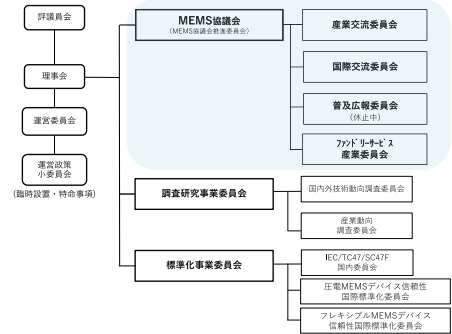 評議員会
理事会
運営委員会
運営政策
小委員会
(臨時設置・特命事項)
MEMS協議会
(MEMS協議会推進委員会)
産業交流委員会
国際交流委員会
普及広報委員会
(休止中)
ファンドリーサービス
産業委員会
調査研究事業委員会
国内外技術動向調査委員会
産業動向
調査委員会
標準化事業委員会
IEC/TC47/SC47F
国内委員会
圧電MEMSデバイス信頼性
国際標準化委員会
フレキシブルMEMSデバイス
信頼性国際標準化委員会